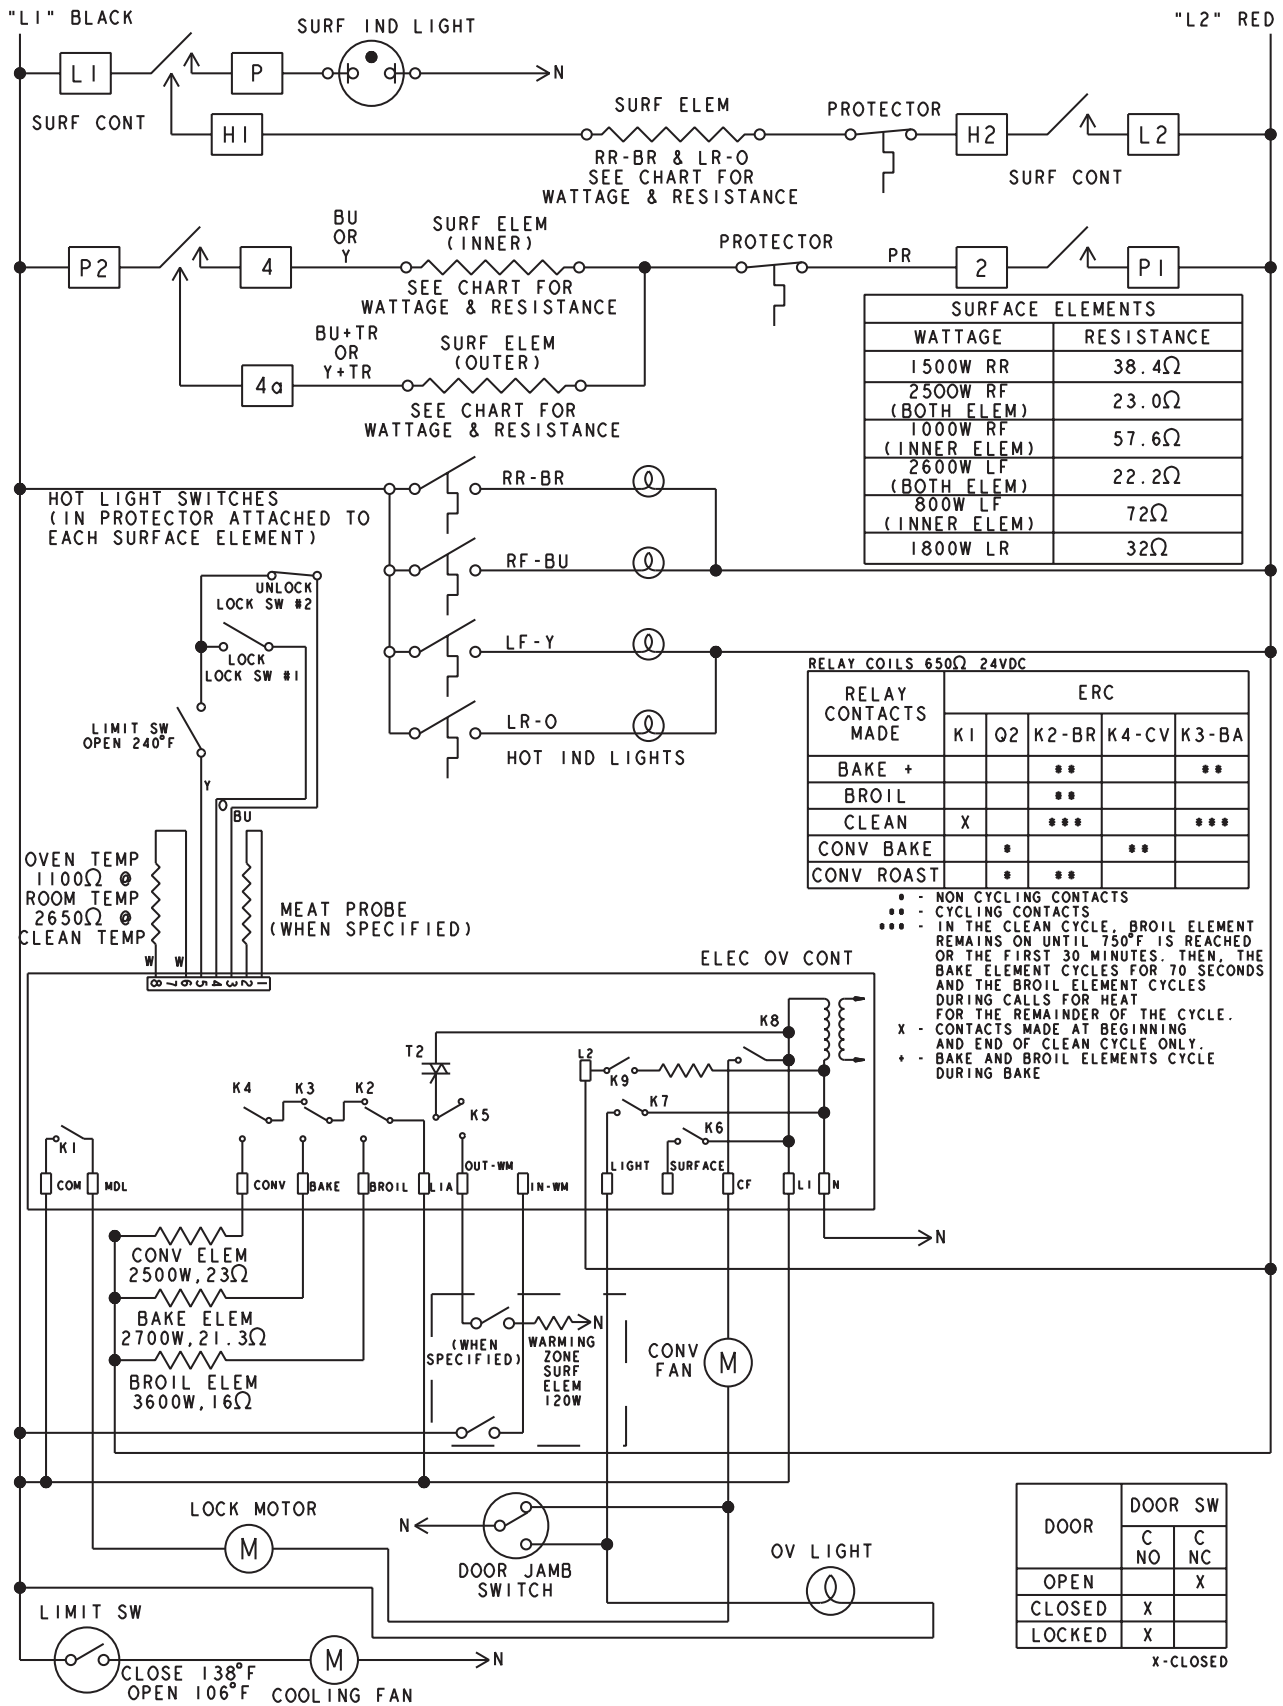 "L1" BLACK
"L2" RED
SURF IND LIGHT
L1
P
N
SURF CONT
H1
SURF ELEM
RR-BR & LR-O
SEE CHART FOR
WATTAGE & RESISTANCE
PROTECTOR
H2
L2
SURF CONT
P2
4
BU
OR
Y
SURF ELEM
(INNER)
SEE CHART FOR
WATTAGE & RESISTANCE
PROTECTOR
PR
2
P1
4a
BU+TR
OR
Y+TR
SURF ELEM
(OUTER)
SEE CHART FOR
WATTAGE & RESISTANCE
SURFACE ELEMENTS
WATTAGE RESISTANCE
1500W RR 38.4Ω
2500W RF
(BOTH ELEM) 23.0Ω
1000W RF
(INNER ELEM) 57.6Ω
2600W LF
(BOTH ELEM) 22.2Ω
800W LF
(INNER ELEM) 72Ω
1800W LR 32Ω
HOT LIGHT SWITCHES
(IN PROTECTOR ATTACHED TO
EACH SURFACE ELEMENT)
RR-BR
RF-BU
LF-Y
LR-O
HOT IND LIGHTS
UNLOCK
LOCK SW #2
LOCK
LOCK SW #1
LIMIT SW
OPEN 240°F
Y
O
BU
RELAY COILS 650Ω 24VDC
RELAY
CONTACTS
MADE
ERC
K1 Q2 K2-BR K4-CV K3-BA
BAKE + ** **
BROIL **
CLEAN X *** ***
CONV BAKE * **
CONV ROAST * **
* - NON CYCLING CONTACTS
** - CYCLING CONTACTS
*** - IN THE CLEAN CYCLE, BROIL ELEMENT
REMAINS ON UNTIL 750°F IS REACHED
OR THE FIRST 30 MINUTES. THEN, THE
BAKE ELEMENT CYCLES FOR 70 SECONDS
AND THE BROIL ELEMENT CYCLES
DURING CALLS FOR HEAT
FOR THE REMAINDER OF THE CYCLE.
X - CONTACTS MADE AT BEGINNING
AND END OF CLEAN CYCLE ONLY.
+ - BAKE AND BROIL ELEMENTS CYCLE
DURING BAKE
OVEN TEMP
1100Ω @
ROOM TEMP
2650Ω @
CLEAN TEMP
W
W
MEAT PROBE
(WHEN SPECIFIED)
8 7 6 5 4 3 2 1
ELEC OV CONT
T2
K8
L2
K9
K7
K6
K4
K3
K2
K5
K1
COM
MDL
CONV
BAKE
BROIL
L1A
OUT-WM
IN-WM
LIGHT
SURFACE
CF
L1
N
N
CONV ELEM
2500W, 23Ω
BAKE ELEM
2700W, 21.3Ω
BROIL ELEM
3600W, 16Ω
(WHEN
SPECIFIED)
N
WARMING
ZONE
SURF
ELEM
120W
CONV
FAN
M
LOCK MOTOR
M
N
DOOR JAMB
SWITCH
OV LIGHT
DOOR
DOOR SW
C
NO
C
NC
OPEN X
CLOSED X
LOCKED X
X-CLOSED
LIMIT SW
CLOSE 138°F
OPEN 106°F
M
COOLING FAN
N